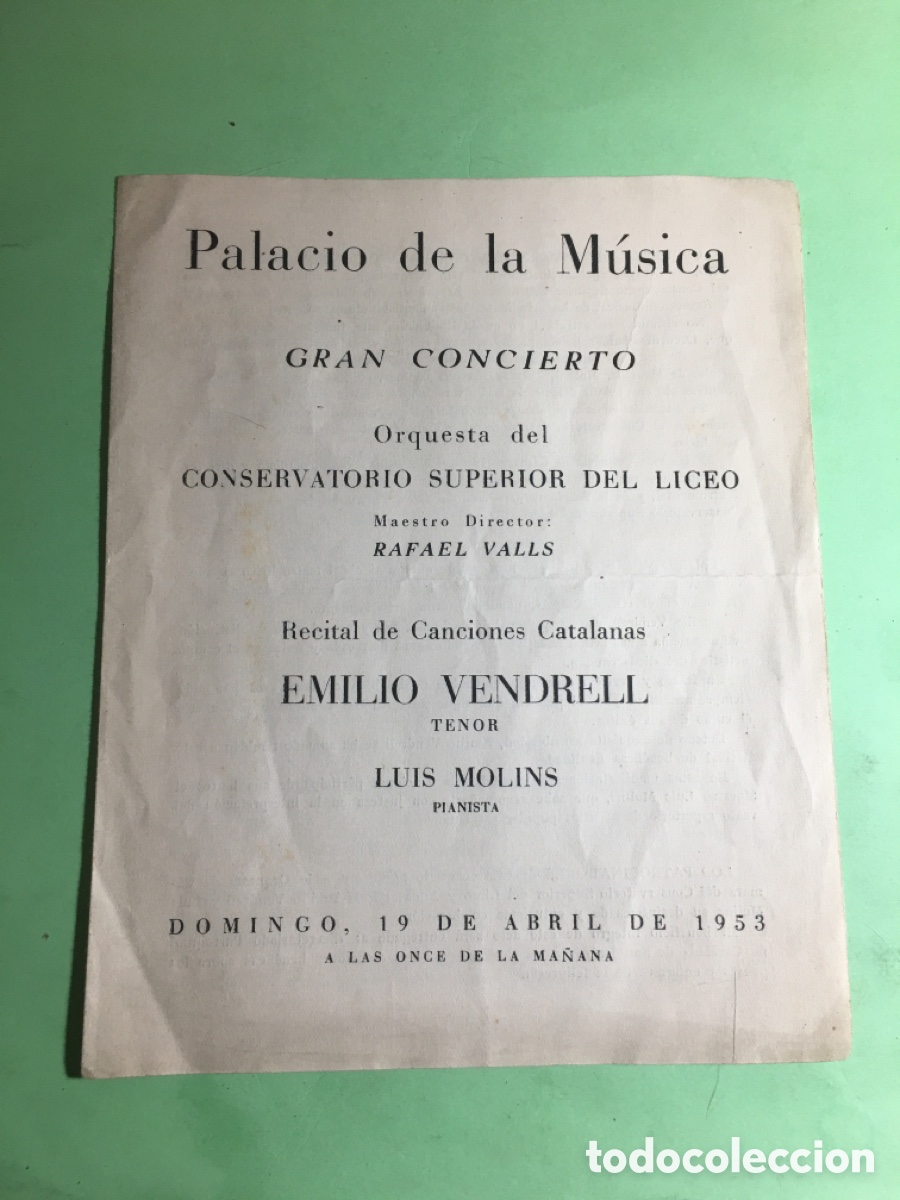 Palacio de la Música
GRAN CONCIERTO
Orquesta del
CONSERVATORIO SUPERIOR DEL LICEO
Maestro Director:
RAFAEL VALLS
Recital de Canciones Catalanas
EMILIO VENDRELL
TENOR
LUIS MOLINS
PIANISTA
DOMINGO, 19 DE ABRIL DE 1953
A LAS ONCE DE LA MAÑANA
todocoleccion